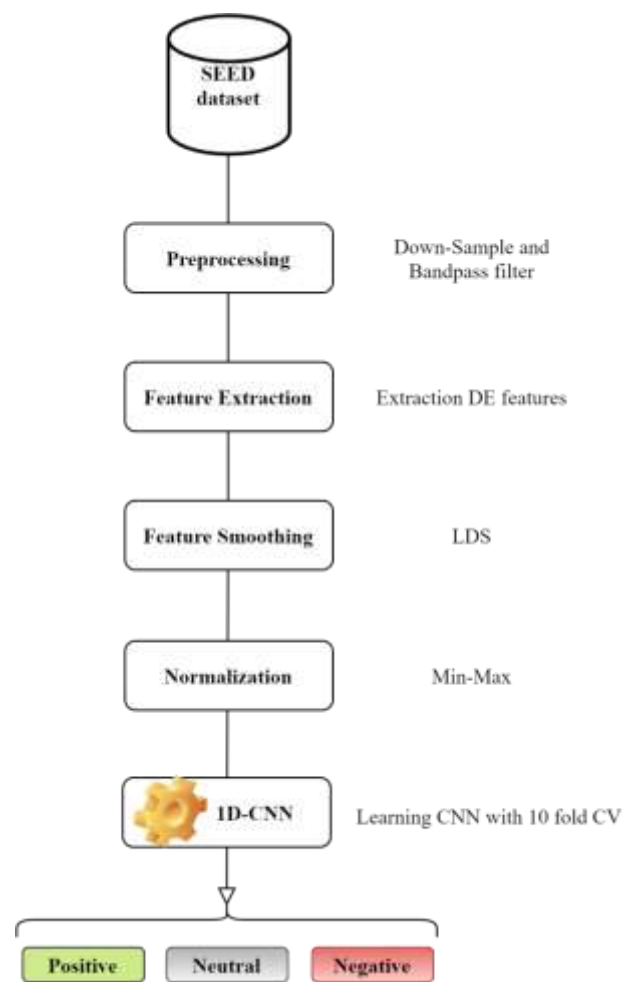 SEED
dataset
Preprocessing
Down-Sample and
Bandpass filter
Feature Extraction
Extraction DE features
Feature Smoothing
LDS
Normalization
Min-Max
1D-CNN
Learning CNN with 10 fold CV
Positive
Neutral
Negative